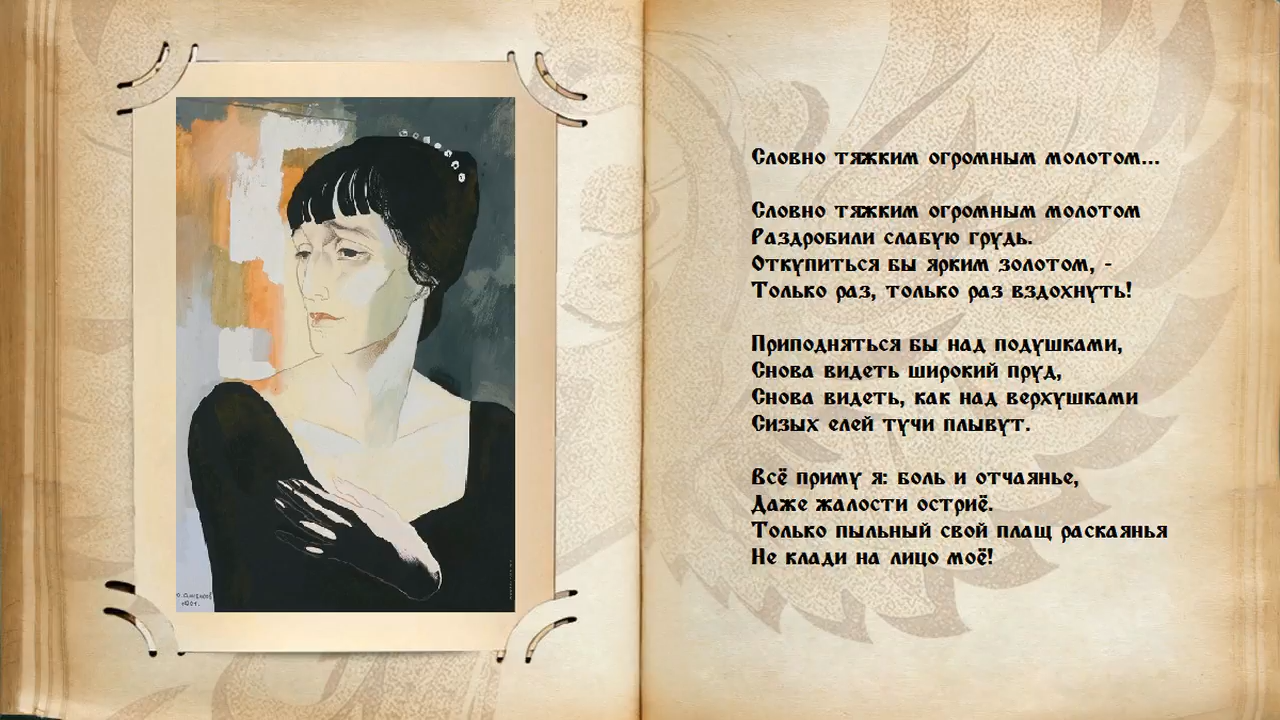 Словно тяжким огромным молотом...
Словно тяжким огромным молотом
Раздробили слабую грудь.
Откупиться бы ярким золотом, -
Только раз, только раз вздохнуть!
Приподняться бы над подушками,
Снова видеть широкий пруд,
Снова видеть, как над верхушками
Сизых елей тучи плывут.
Всё приму я: боль и отчаянье,
Даже жалости остриё.
Только пыльный свой плащ раскаянья
Не клади на лицо моё!